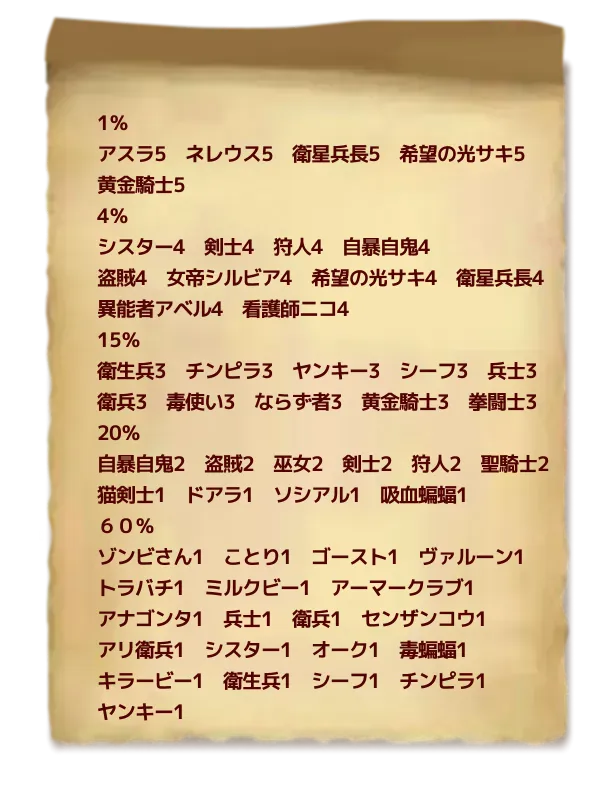 1%
アスラ5　ネレウス5　衛星兵長5　希望の光サキ5
黄金騎士5
4%
シスター4　剣士4　狩人4　自暴自鬼4
盗賊4　女帝シルビア4　希望の光サキ4　衛星兵長4
異能者アベル4　看護師ニコ4
15%
衛生兵3　チンピラ3　ヤンキー3　シーフ3　兵士3
衛兵3　毒使い3　ならず者3　黄金騎士3　拳闘士3
20%
自暴自鬼2　盗賊2　巫女2　剣士2　狩人2　聖騎士2
猫剣士1　ドアラ1　ソシアル1　吸血蝙蝠1
６０％
ゾンビさん1　ことり1　ゴースト1　ヴァルーン1
トラバチ1　ミルクビー1　アーマークラブ1
アナゴンタ1　兵士1　衛兵1　センザンコウ1
アリ衛兵1　シスター1　オーク1　毒蝙蝠1
キラービー1　衛生兵1　シーフ1　チンピラ1
ヤンキー1